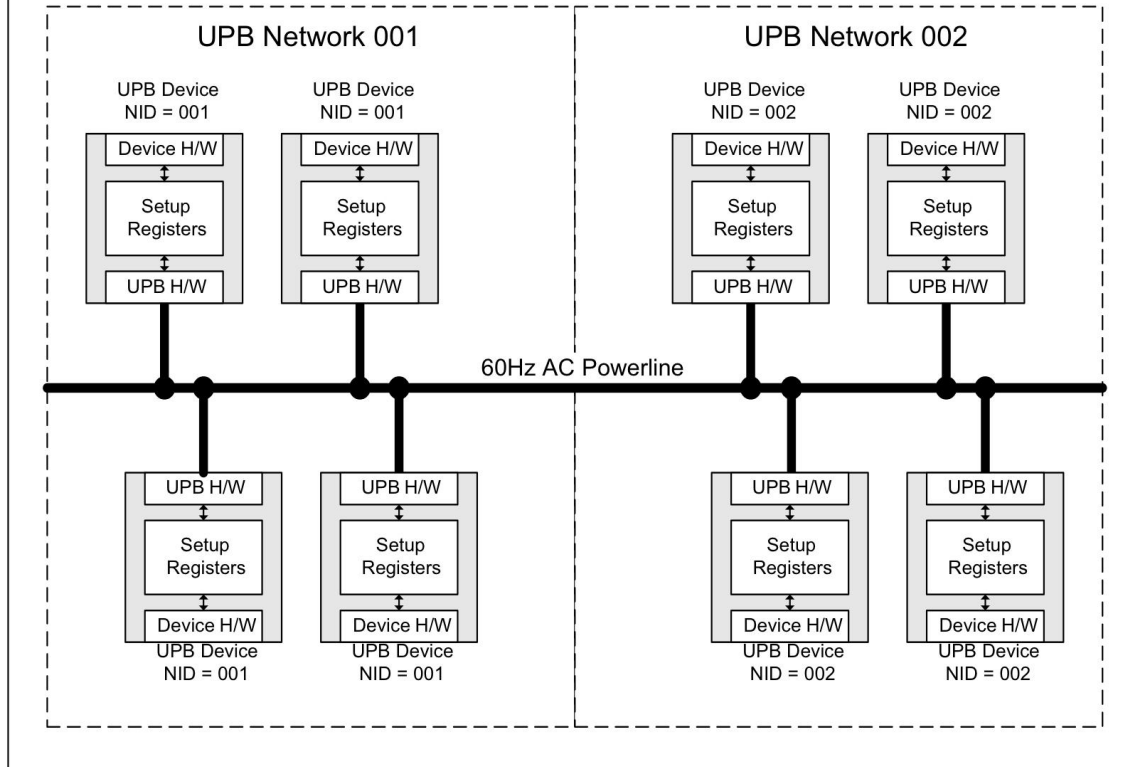 UPB Network 001
UPB Network 002
UPB Device
NID = 001
UPB Device
NID = 001
UPB Device
NID = 002
UPB Device
NID = 002
Device H/W
Setup
Registers
UPB H/W
Device H/W
Setup
Registers
UPB H/W
Device H/W
Setup
Registers
UPB H/W
Device H/W
Setup
Registers
UPB H/W
60Hz AC Powerline
UPB H/W
Setup
Registers
Device H/W
UPB Device
NID = 001
UPB H/W
Setup
Registers
Device H/W
UPB Device
NID = 001
UPB H/W
Setup
Registers
Device H/W
UPB Device
NID = 002
UPB H/W
Setup
Registers
Device H/W
UPB Device
NID = 002